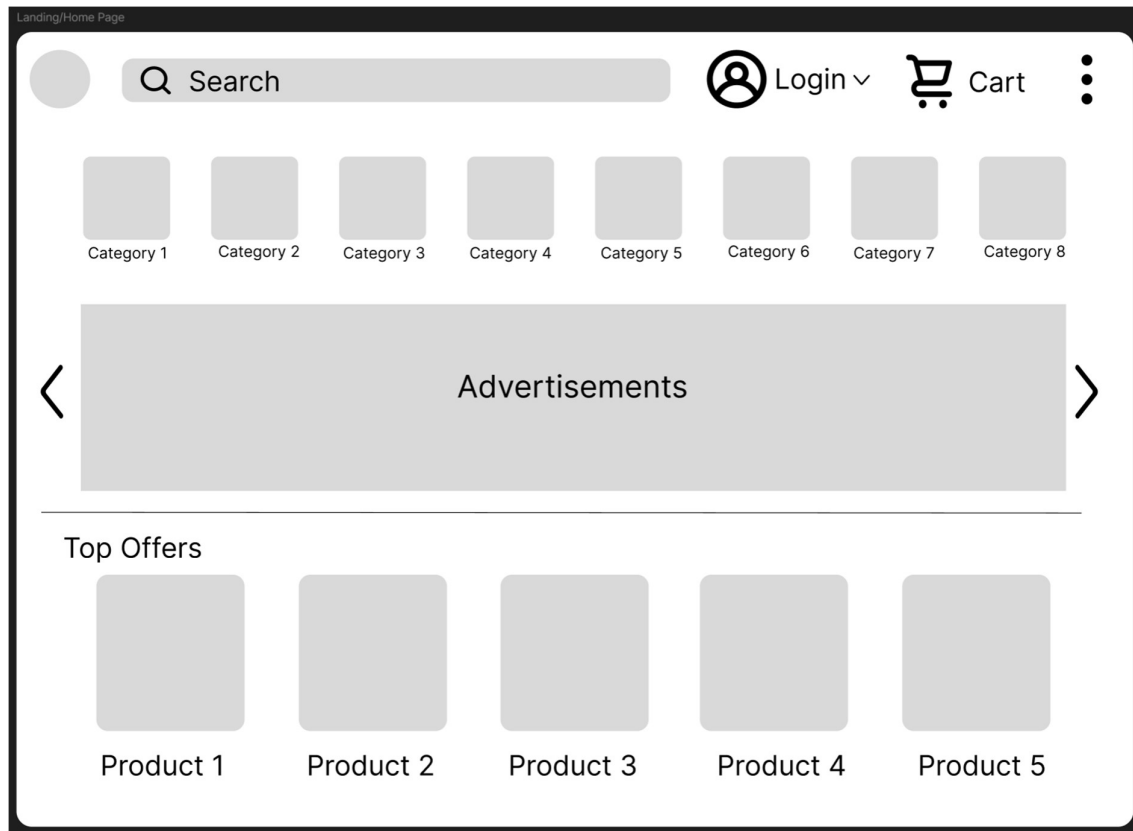 Landing/Home Page
Search Login Cart
Category 1 Category 2 Category 3 Category 4 Category 5 Category 6 Category 7 Category 8
Advertisements
Top Offers
Product 1 Product 2 Product 3 Product 4 Product 5